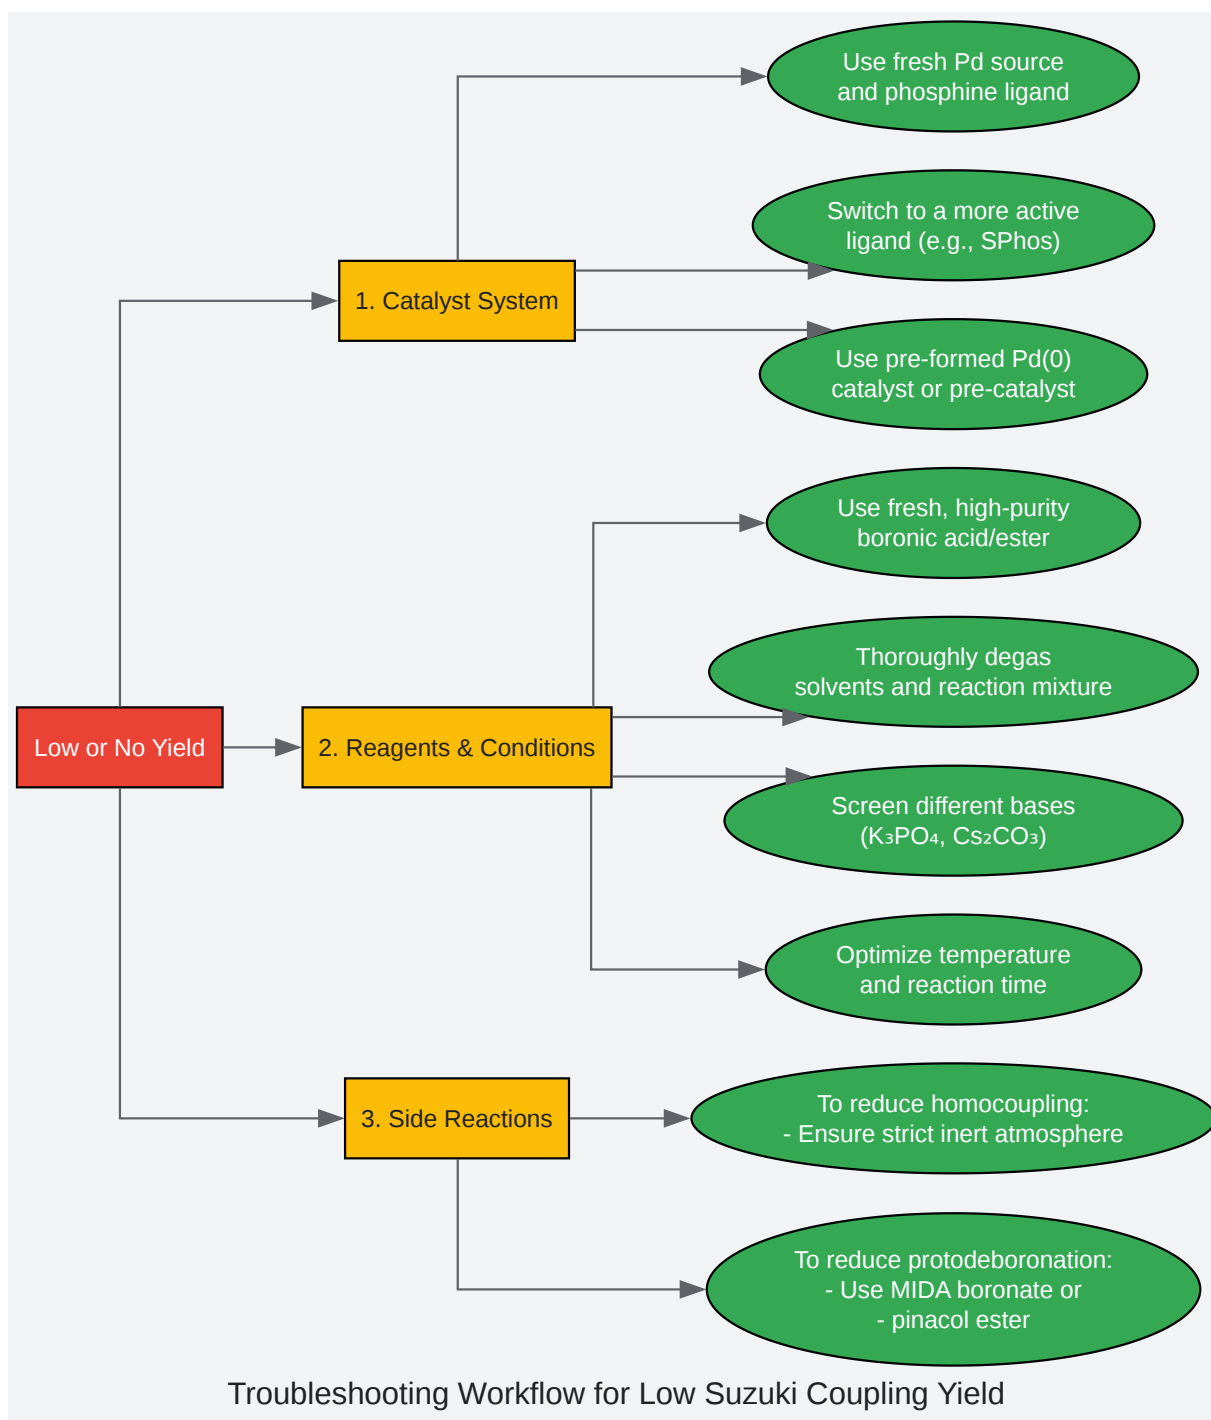 Use fresh Pd source
and phosphine ligand
Switch to a more active
ligand (e.g., SPhos)
1. Catalyst System
Use pre-formed Pd(0)
catalyst or pre-catalyst
Use fresh, high-purity
boronic acid/ester
Thoroughly degas
solvents and reaction mixture
Low or No Yield
2. Reagents & Conditions
Screen different bases
(K₃PO₄, Cs₂CO₃)
Optimize temperature
and reaction time
3. Side Reactions
To reduce homocoupling:
- Ensure strict inert atmosphere
To reduce protodeboronation:
- Use MIDA boronate or
- pinacol ester
Troubleshooting Workflow for Low Suzuki Coupling Yield